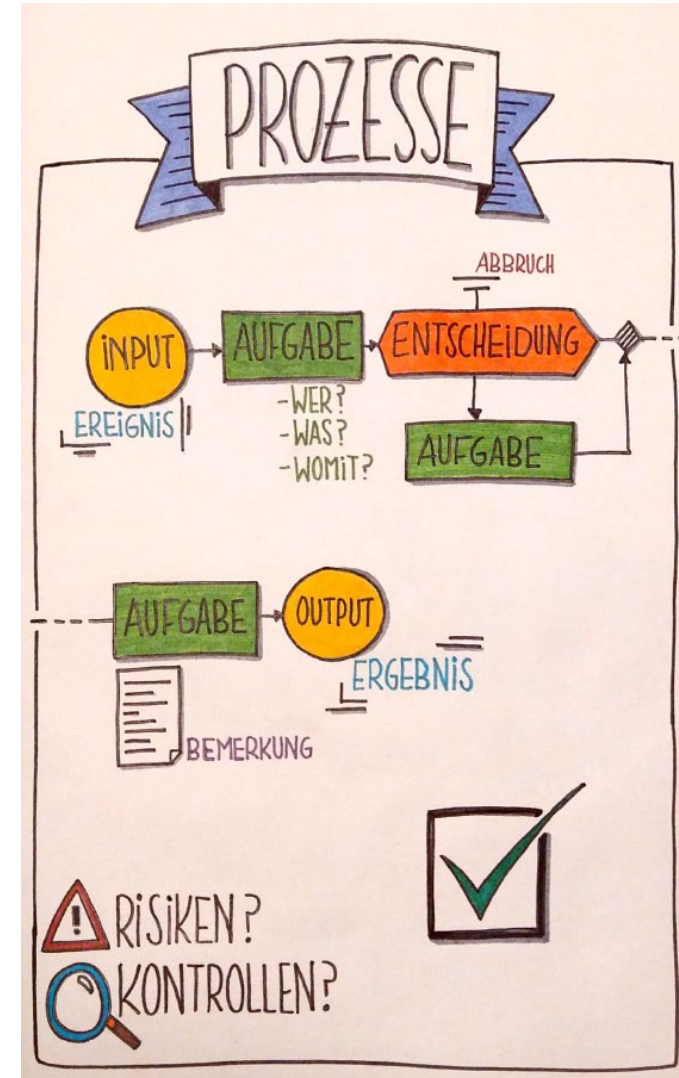 PROZESSE
ABBRUCH
INPUT
AUFGABE
ENTSCHEIDUNG
EREIGNIS
-WER?
-WAS?
-WOMIT?
AUFGABE
AUFGABE
OUTPUT
ERGEBNIS
BEMERKUNG
RISIKEN?
KONTROLLEN?